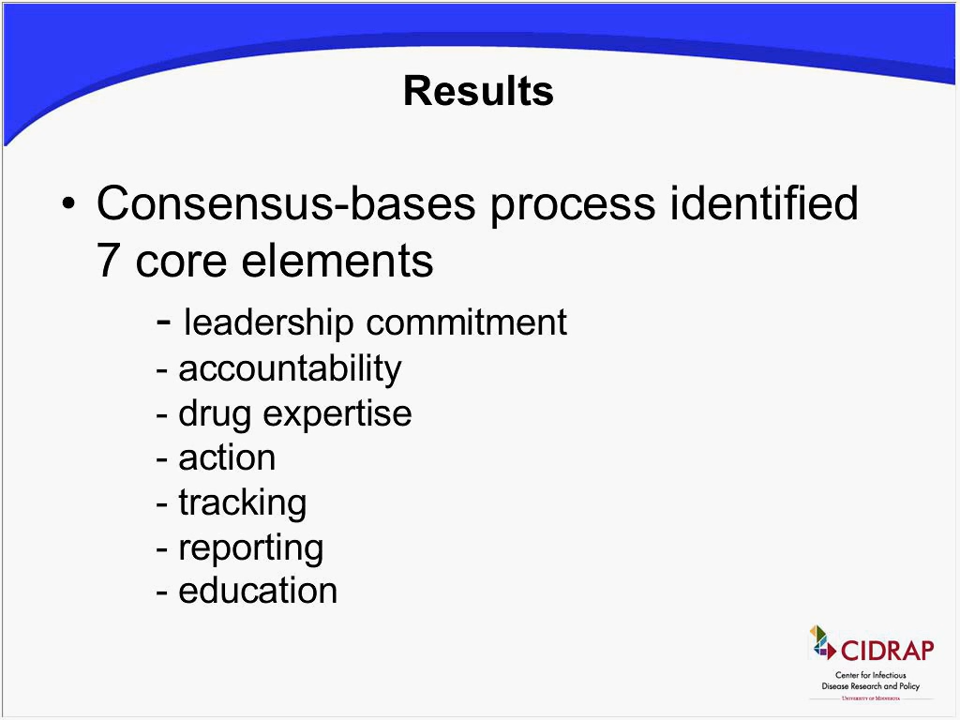 Results
• Consensus-bases process identified
7 core elements
- leadership commitment
- accountability
- drug expertise
- action
- tracking
- reporting
- education
CIDRAP
Center for Infectious
Disease Research and Policy
UNIVERSITY OF MINNESOTA